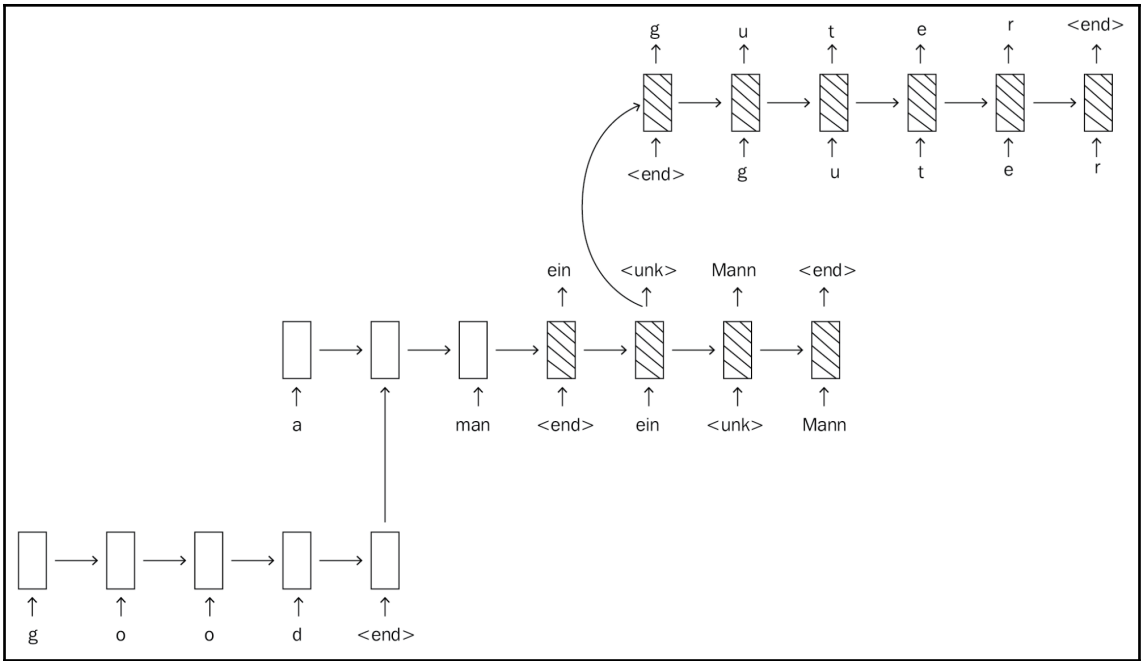 g u t e r <end>
<end> g u t e r
ein <unk> Mann <end>
a man <end> ein <unk> Mann
g o o d <end>